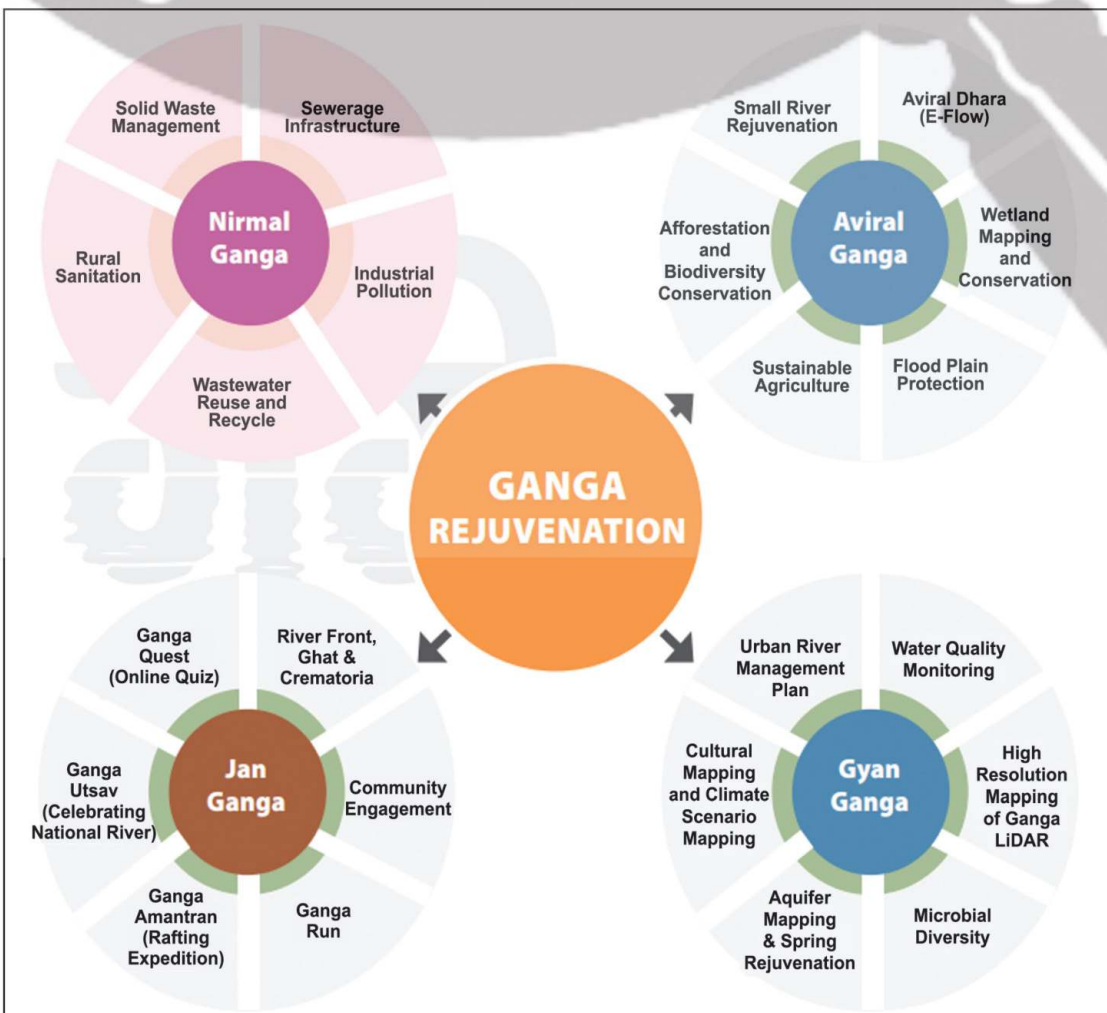 Solid Waste
Management
Sewerage
Infrastructure
Nirmal
Ganga
Rural
Sanitation
Industrial
Pollution
Wastewater
Reuse and
Recycle
Small River
Rejuvenation
Aviral Dhara
(E-Flow)
Afforestation
and
Biodiversity
Conservation
Aviral
Ganga
Wetland
Mapping
and
Conservation
Sustainable
Agriculture
Flood Plain
Protection
GANGA
REJUVENATION
Ganga
Quest
(Online Quiz)
River Front,
Ghat &
Crematoria
Ganga
Utsav
(Celebrating
National River)
Jan
Ganga
Community
Engagement
Ganga
Amantran
(Rafting
Expedition)
Ganga
Run
Urban River
Management
Plan
Water Quality
Monitoring
Cultural
Mapping
and Climate
Scenario
Mapping
Gyan
Ganga
High
Resolution
Mapping
of Ganga
LiDAR
Aquifer
Mapping
& Spring
Rejuvenation
Microbial
Diversity